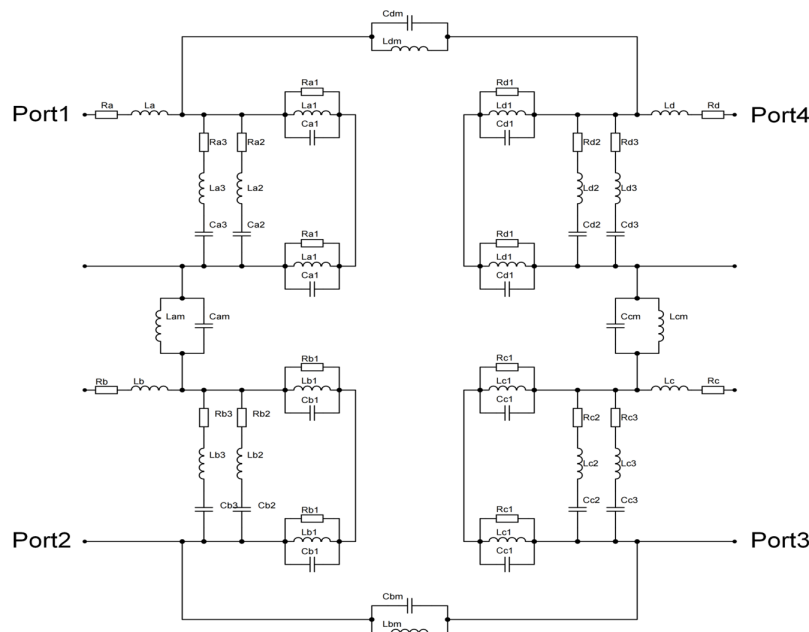 Cdm
Ldm
Port1
Ra
La
Ra1
La1
Ca1
Rd1
Ld1
Cd1
Ld
Rd
Port4
Ra3
Ra2
Rd2
Rd3
La3
La2
Ld2
Ld3
Ca3
Ca2
Cd2
Cd3
Ra1
La1
Ca1
Rd1
Ld1
Cd1
Lam
Cam
Ccm
Lcm
Rb
Lb
Rb1
Lb1
Cb1
Rc1
Lc1
Cc1
Lc
Rc
Rb3
Rb2
Rc2
Rc3
Lb3
Lb2
Lc2
Lc3
Cb3
Cb2
Cc2
Cc3
Port2
Rb1
Lb1
Cb1
Rc1
Lc1
Cc1
Port3
Cbm
Lbm